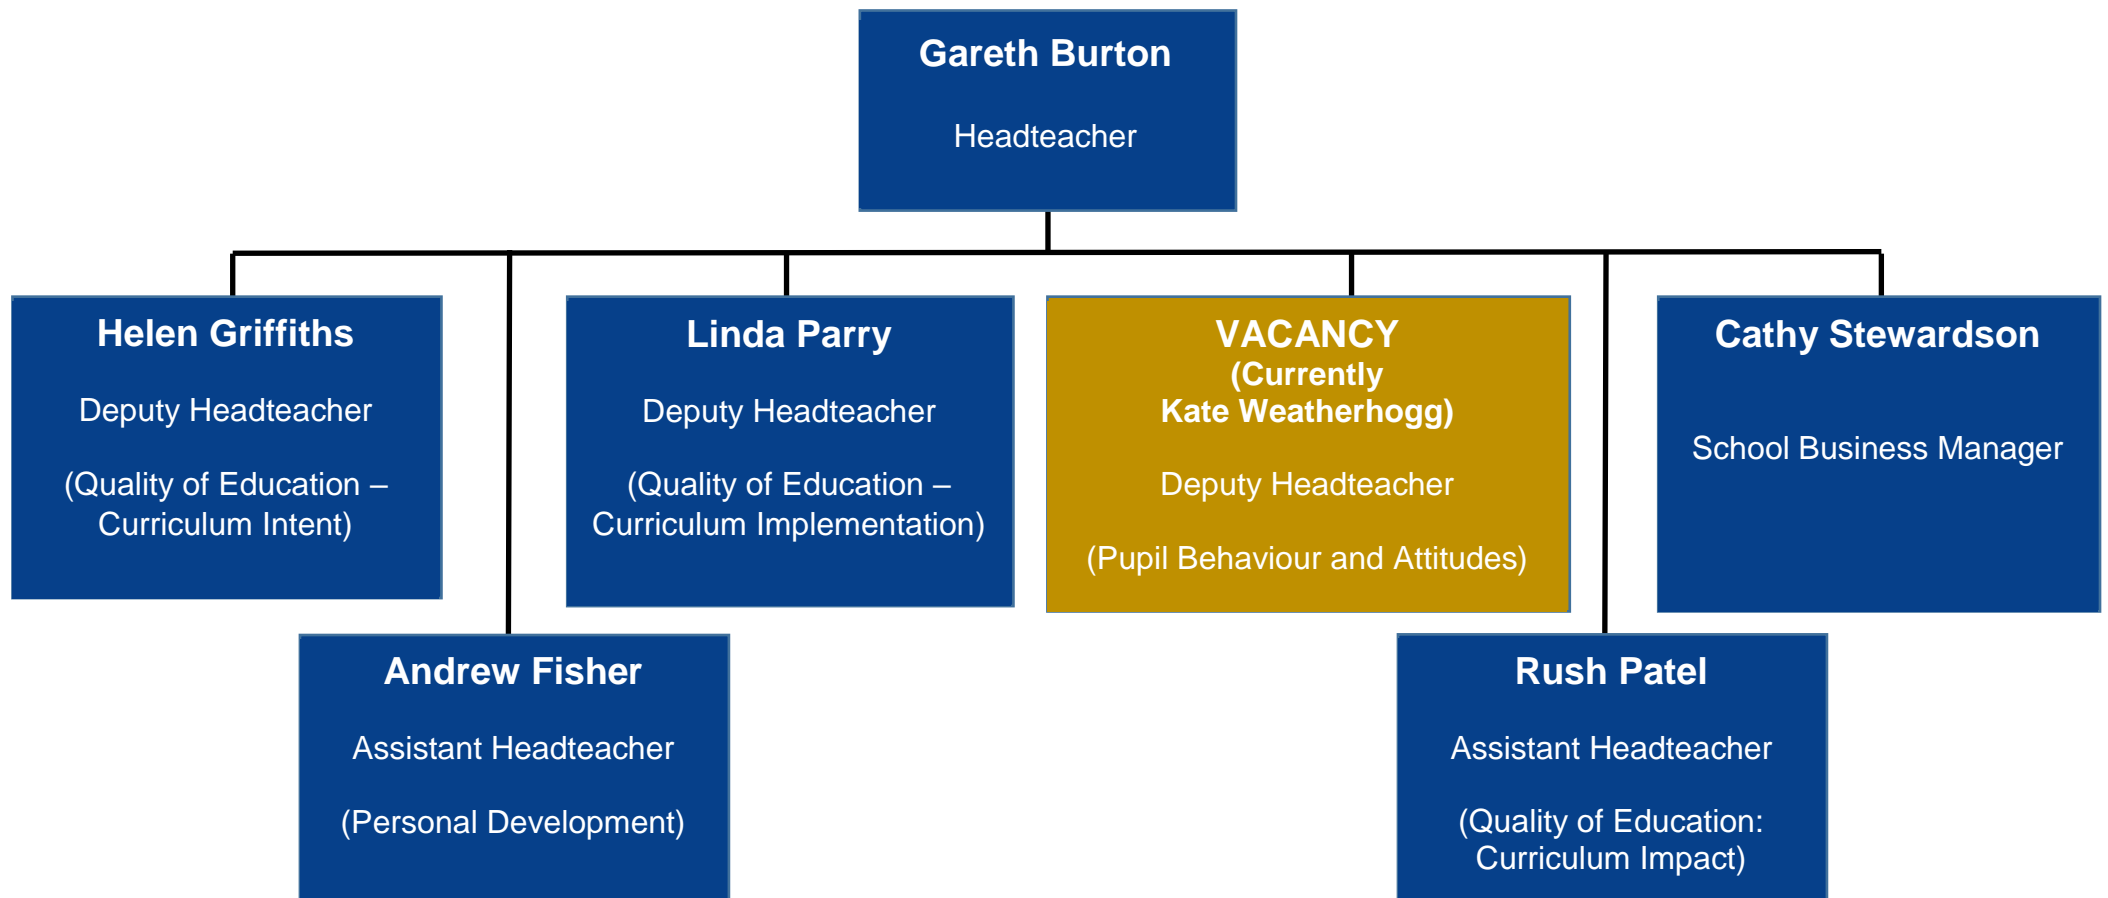 Gareth Burton
Headteacher
Helen Griffiths
Deputy Headteacher
(Quality of Education –
Curriculum Intent)
Linda Parry
Deputy Headteacher
(Quality of Education –
Curriculum Implementation)
VACANCY
(Currently
Kate Weatherhogg)
Deputy Headteacher
(Pupil Behaviour and Attitudes)
Cathy Stewardson
School Business Manager
Andrew Fisher
Assistant Headteacher
(Personal Development)
Rush Patel
Assistant Headteacher
(Quality of Education:
Curriculum Impact)